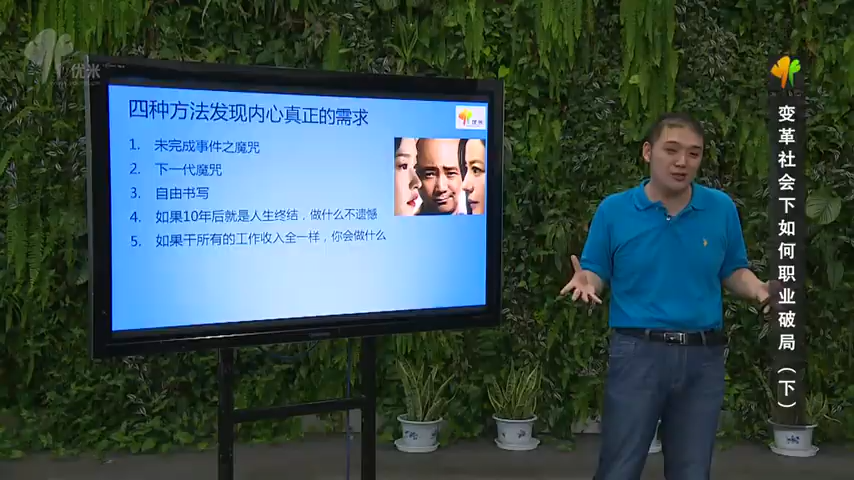 优米
四种方法发现内心真正的需求
1. 未完成事件之魔咒
2. 下一代魔咒
3. 自由书写
4. 如果10年后就是人生终结，做什么不遗憾
5. 如果干所有的工作收入全一样，你会做什么
变革社会下如何职业破局（下）